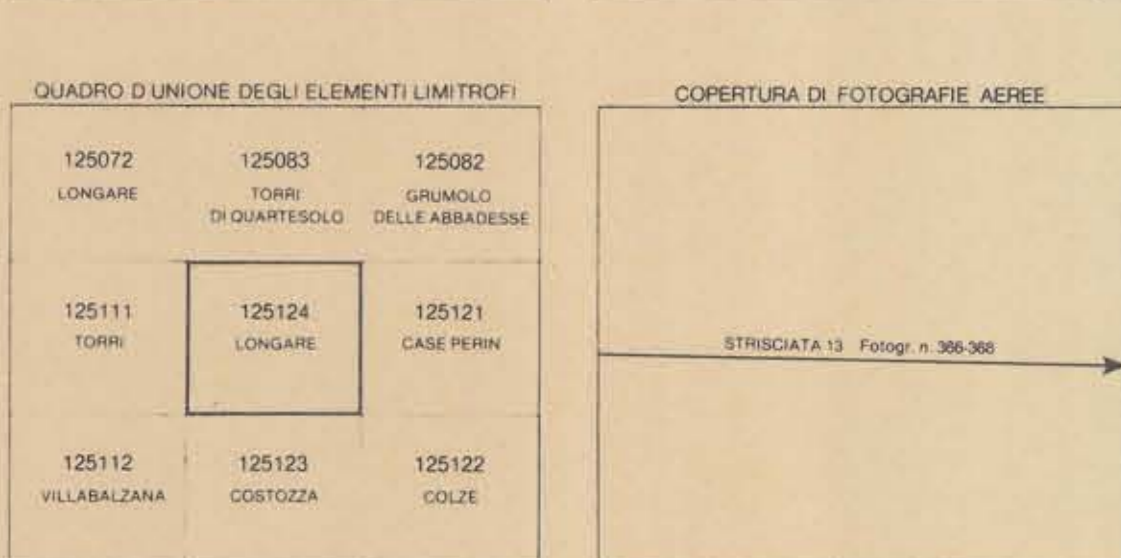 QUADRO D'UNIONE DEGLI ELEMENTI LIMITROFI
125072 125083 125082
LONGARE TORRI GRUMOLO
DI QUARTESOLO DELLE ABBADESSE
125111 125124 125121
TORRI LONGARE CASE PERIN
125112 125123 125122
VILLABALZANA COSTOZZA COLZE
COPERTURA DI FOTOGRAFIE AEREE
STRISCIATA 13 Fotogr. n. 366-368